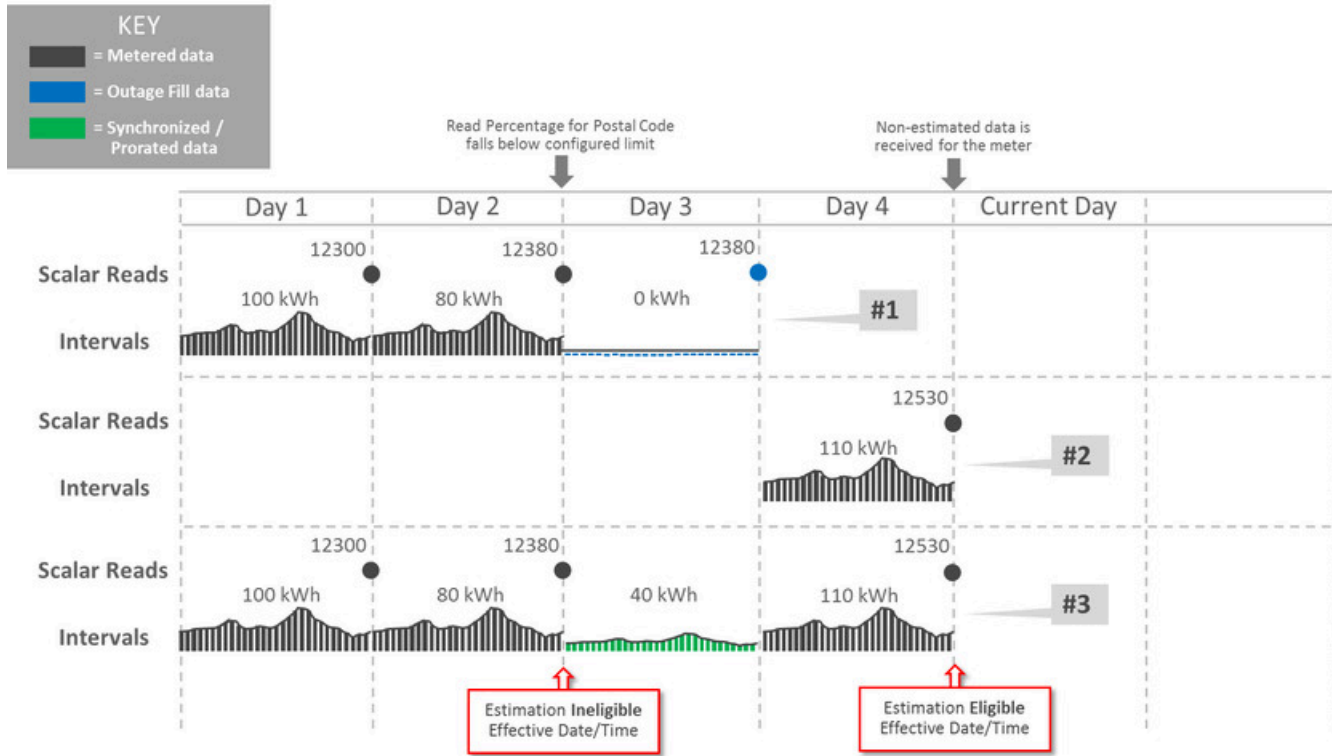 KEY
= Metered data
= Outage Fill data
= Synchronized /
Prorated data
Read Percentage for Postal Code
falls below configured limit
Non-estimated data is
received for the meter
Day 1
Day 2
Day 3
Day 4
Current Day
Scalar Reads
12300
12380
12380
100 kWh
80 kWh
0 kWh
#1
Intervals
Scalar Reads
12530
110 kWh
#2
Intervals
Scalar Reads
12300
12380
12530
100 kWh
80 kWh
40 kWh
110 kWh
#3
Intervals
Estimation Ineligible
Effective Date/Time
Estimation Eligible
Effective Date/Time